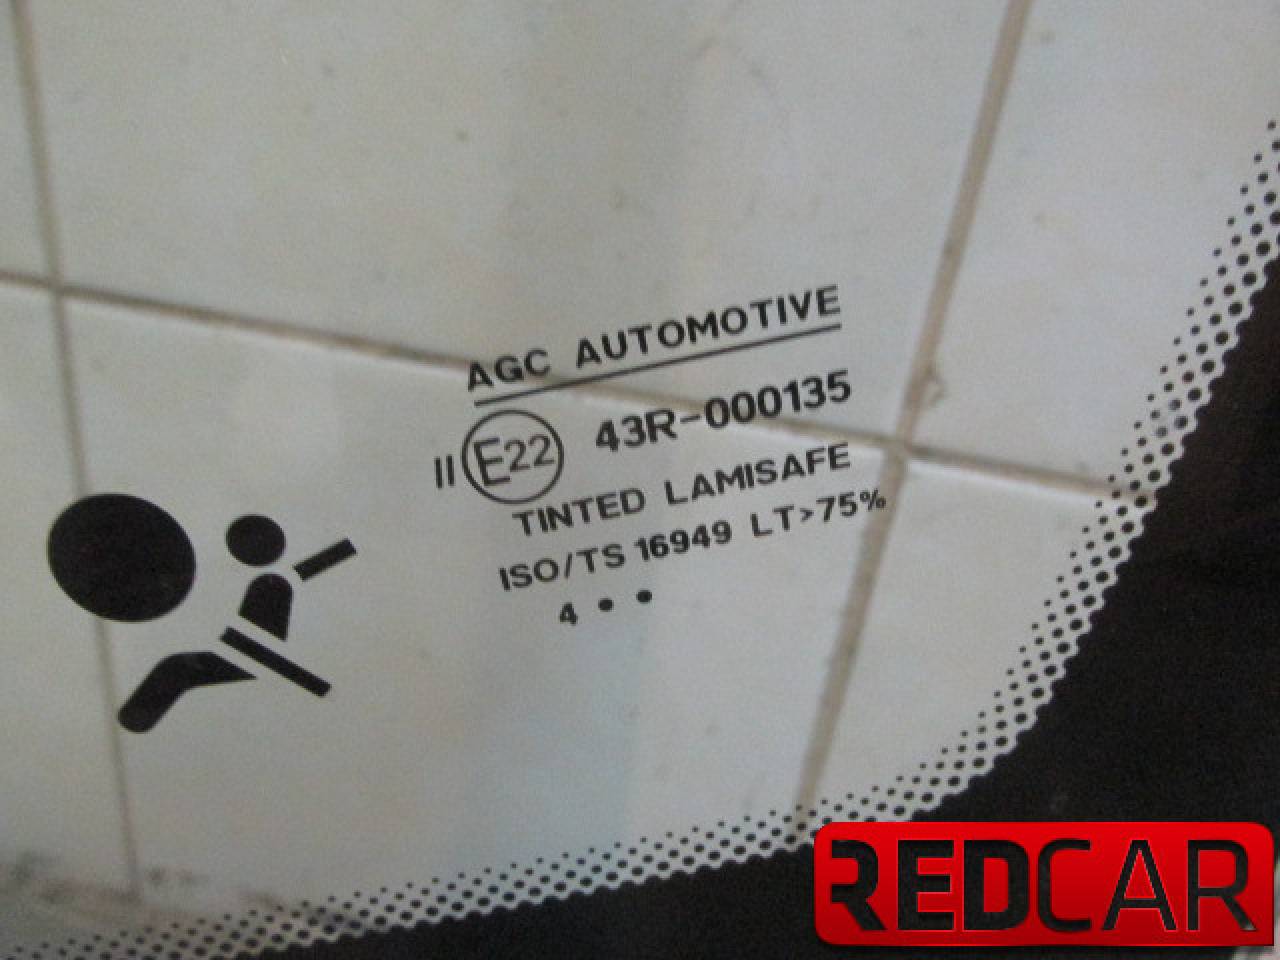 AGC AUTOMOTIVE
II E22 43R-000135
TINTED LAMISAFE
ISO/TS 16949 LT>75%
4 • •
REDCAR